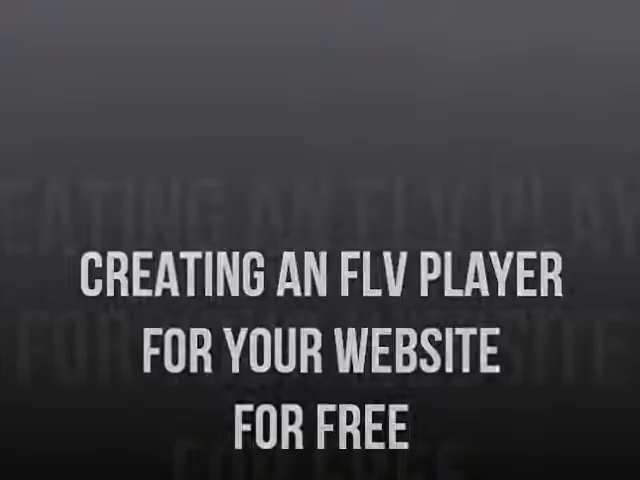 CREATING AN FLV PLAYER
FOR YOUR WEBSITE
FOR FREE